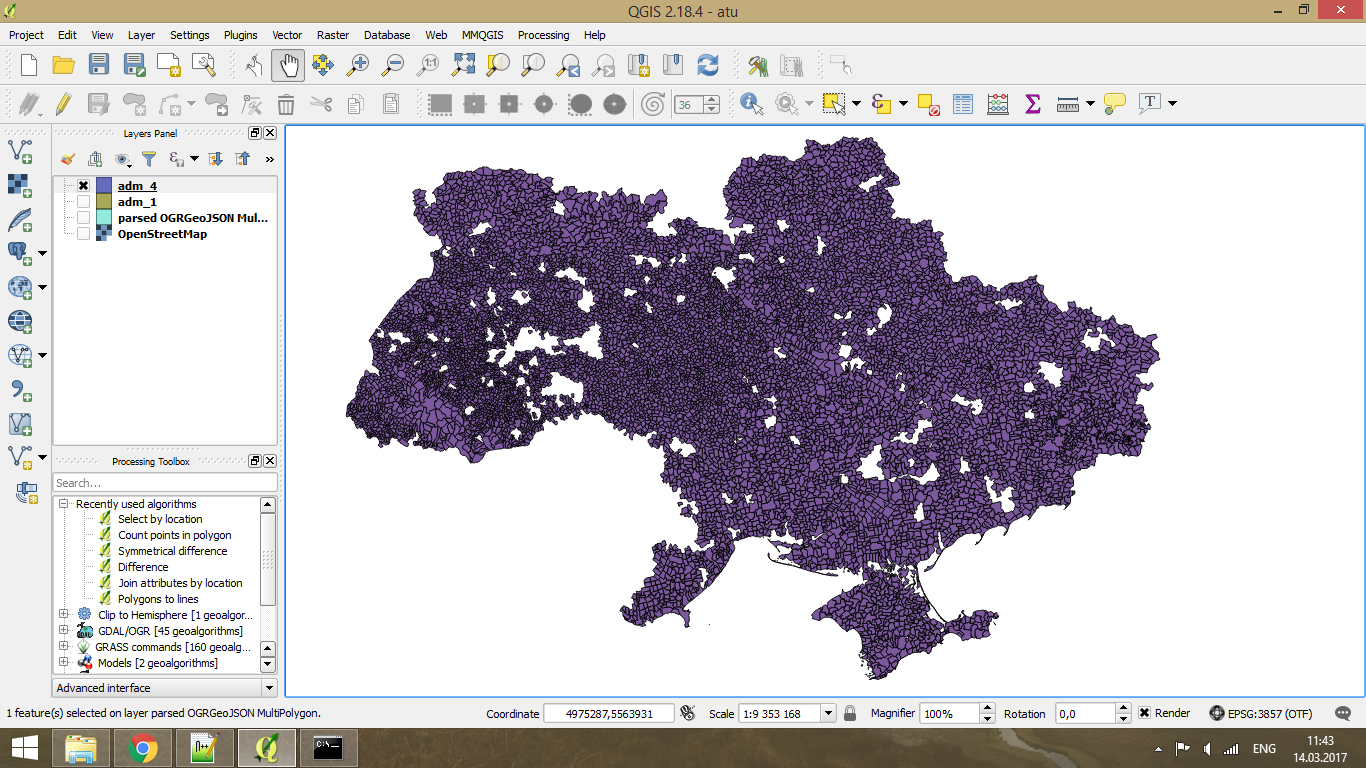 QGIS 2.18.4 - atu
Project Edit View Layer Settings Plugins Vector Raster Database Web MMQGIS Processing Help
1:1
36
T
Layers Panel
»
adm_4
adm_1
parsed OGRGeoJSON Mul...
OpenStreetMap
Processing Toolbox
Search...
Recently used algorithms
Select by location
Count points in polygon
Symmetrical difference
Difference
Join attributes by location
Polygons to lines
Clip to Hemisphere [1 geoalgor...
GDAL/OGR [45 geoalgorithms]
GRASS commands [160 geoalg...
Models [2 geoalgorithms]
Advanced interface
1 feature(s) selected on layer parsed OGRGeoJSON MultiPolygon. Coordinate 4975287,5563931 Scale 1:9 353 168 Magnifier 100% Rotation 0,0 Render EPSG:3857 (OTF)
ENG
11:43
14.03.2017